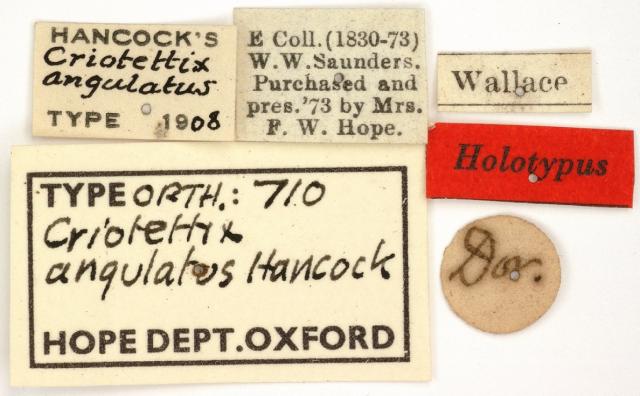 HANCOCK'S
Criotettix
angulatus
TYPE 1908
E Coll.(1830-73)
W.W.Saunders.
Purchased and
pres.'73 by Mrs.
F. W. Hope.
Wallace
Holotypus
TYPE ORTH.: 710
Criotettix
angulatus Hancock
HOPE DEPT.OXFORD
Dor.